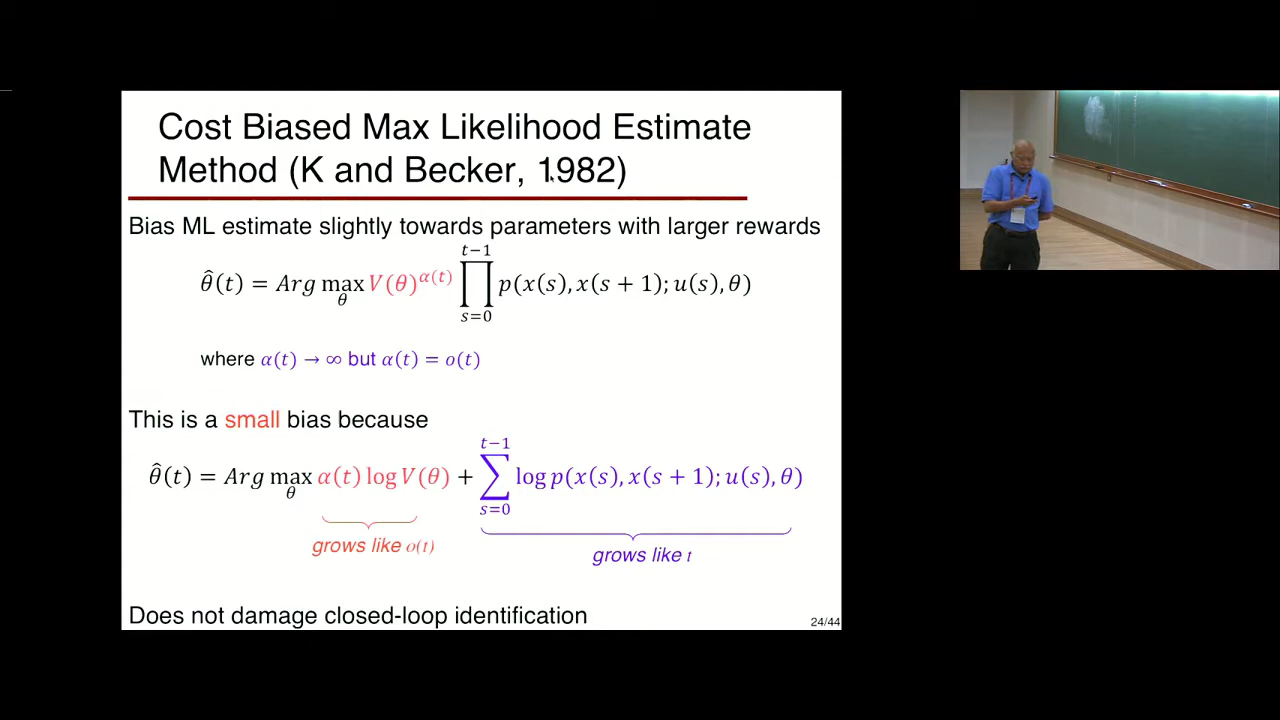 Cost Biased Max Likelihood Estimate
Method (K and Becker, 1982)
Bias ML estimate slightly towards parameters with larger rewards
θ̂(t) = Arg max_θ V(θ)^{α(t)} ∏_{s=0}^{t−1} p(x(s), x(s + 1); u(s), θ)
where α(t) → ∞ but α(t) = o(t)
This is a small bias because
θ̂(t) = Arg max_θ α(t) log V(θ) + ∑_{s=0}^{t−1} log p(x(s), x(s + 1); u(s), θ)
grows like o(t)
grows like t
Does not damage closed-loop identification
24/44